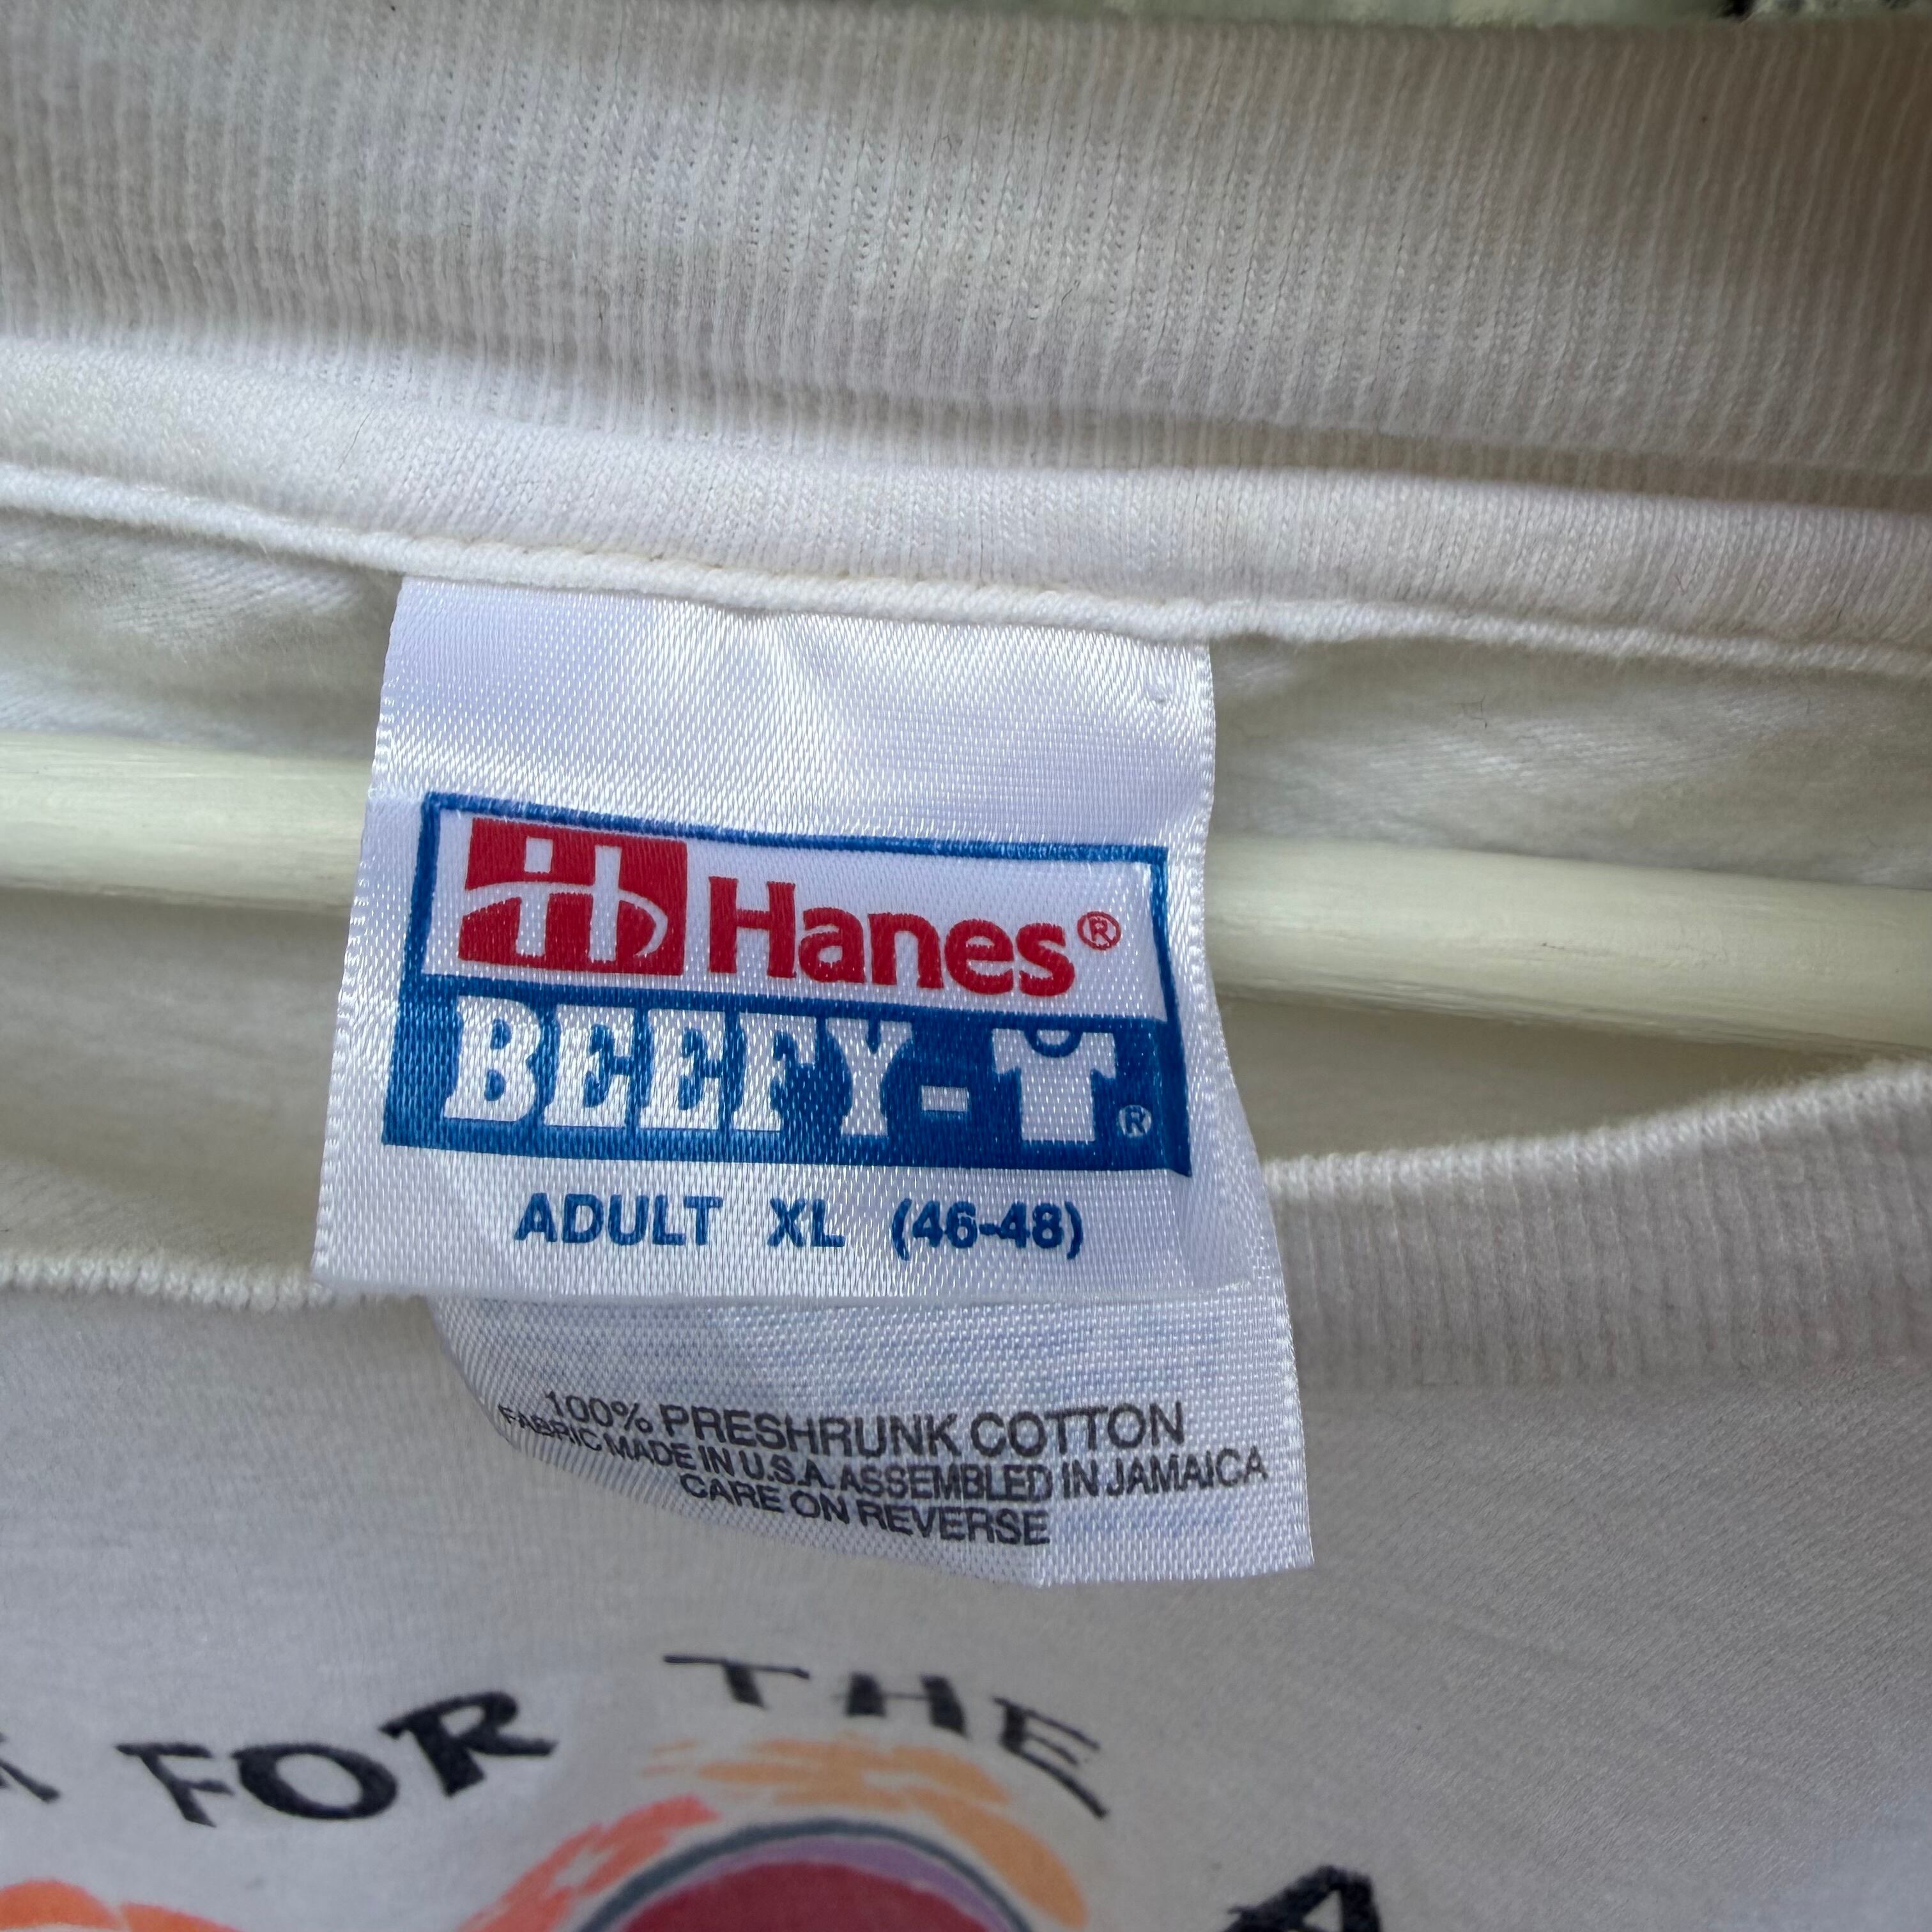 Hanes®
BEEFY-T®
ADULT XL (46-48)
100% PRESHRUNK COTTON
FABRIC MADE IN U.S.A. ASSEMBLED IN JAMAICA
CARE ON REVERSE
FOR THE